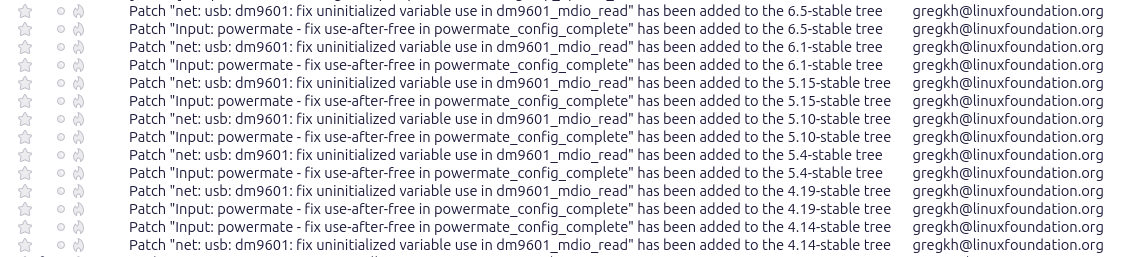 Patch "net: usb: dm9601: fix uninitialized variable use in dm9601_mdio_read" has been added to the 6.5-stable tree gregkh@linuxfoundation.org
Patch "Input: powermate - fix use-after-free in powermate_config_complete" has been added to the 6.5-stable tree gregkh@linuxfoundation.org
Patch "net: usb: dm9601: fix uninitialized variable use in dm9601_mdio_read" has been added to the 6.1-stable tree gregkh@linuxfoundation.org
Patch "Input: powermate - fix use-after-free in powermate_config_complete" has been added to the 6.1-stable tree gregkh@linuxfoundation.org
Patch "net: usb: dm9601: fix uninitialized variable use in dm9601_mdio_read" has been added to the 5.15-stable tree gregkh@linuxfoundation.org
Patch "Input: powermate - fix use-after-free in powermate_config_complete" has been added to the 5.15-stable tree gregkh@linuxfoundation.org
Patch "net: usb: dm9601: fix uninitialized variable use in dm9601_mdio_read" has been added to the 5.10-stable tree gregkh@linuxfoundation.org
Patch "Input: powermate - fix use-after-free in powermate_config_complete" has been added to the 5.10-stable tree gregkh@linuxfoundation.org
Patch "net: usb: dm9601: fix uninitialized variable use in dm9601_mdio_read" has been added to the 5.4-stable tree gregkh@linuxfoundation.org
Patch "Input: powermate - fix use-after-free in powermate_config_complete" has been added to the 5.4-stable tree gregkh@linuxfoundation.org
Patch "net: usb: dm9601: fix uninitialized variable use in dm9601_mdio_read" has been added to the 4.19-stable tree gregkh@linuxfoundation.org
Patch "Input: powermate - fix use-after-free in powermate_config_complete" has been added to the 4.19-stable tree gregkh@linuxfoundation.org
Patch "Input: powermate - fix use-after-free in powermate_config_complete" has been added to the 4.14-stable tree gregkh@linuxfoundation.org
Patch "net: usb: dm9601: fix uninitialized variable use in dm9601_mdio_read" has been added to the 4.14-stable tree gregkh@linuxfoundation.org